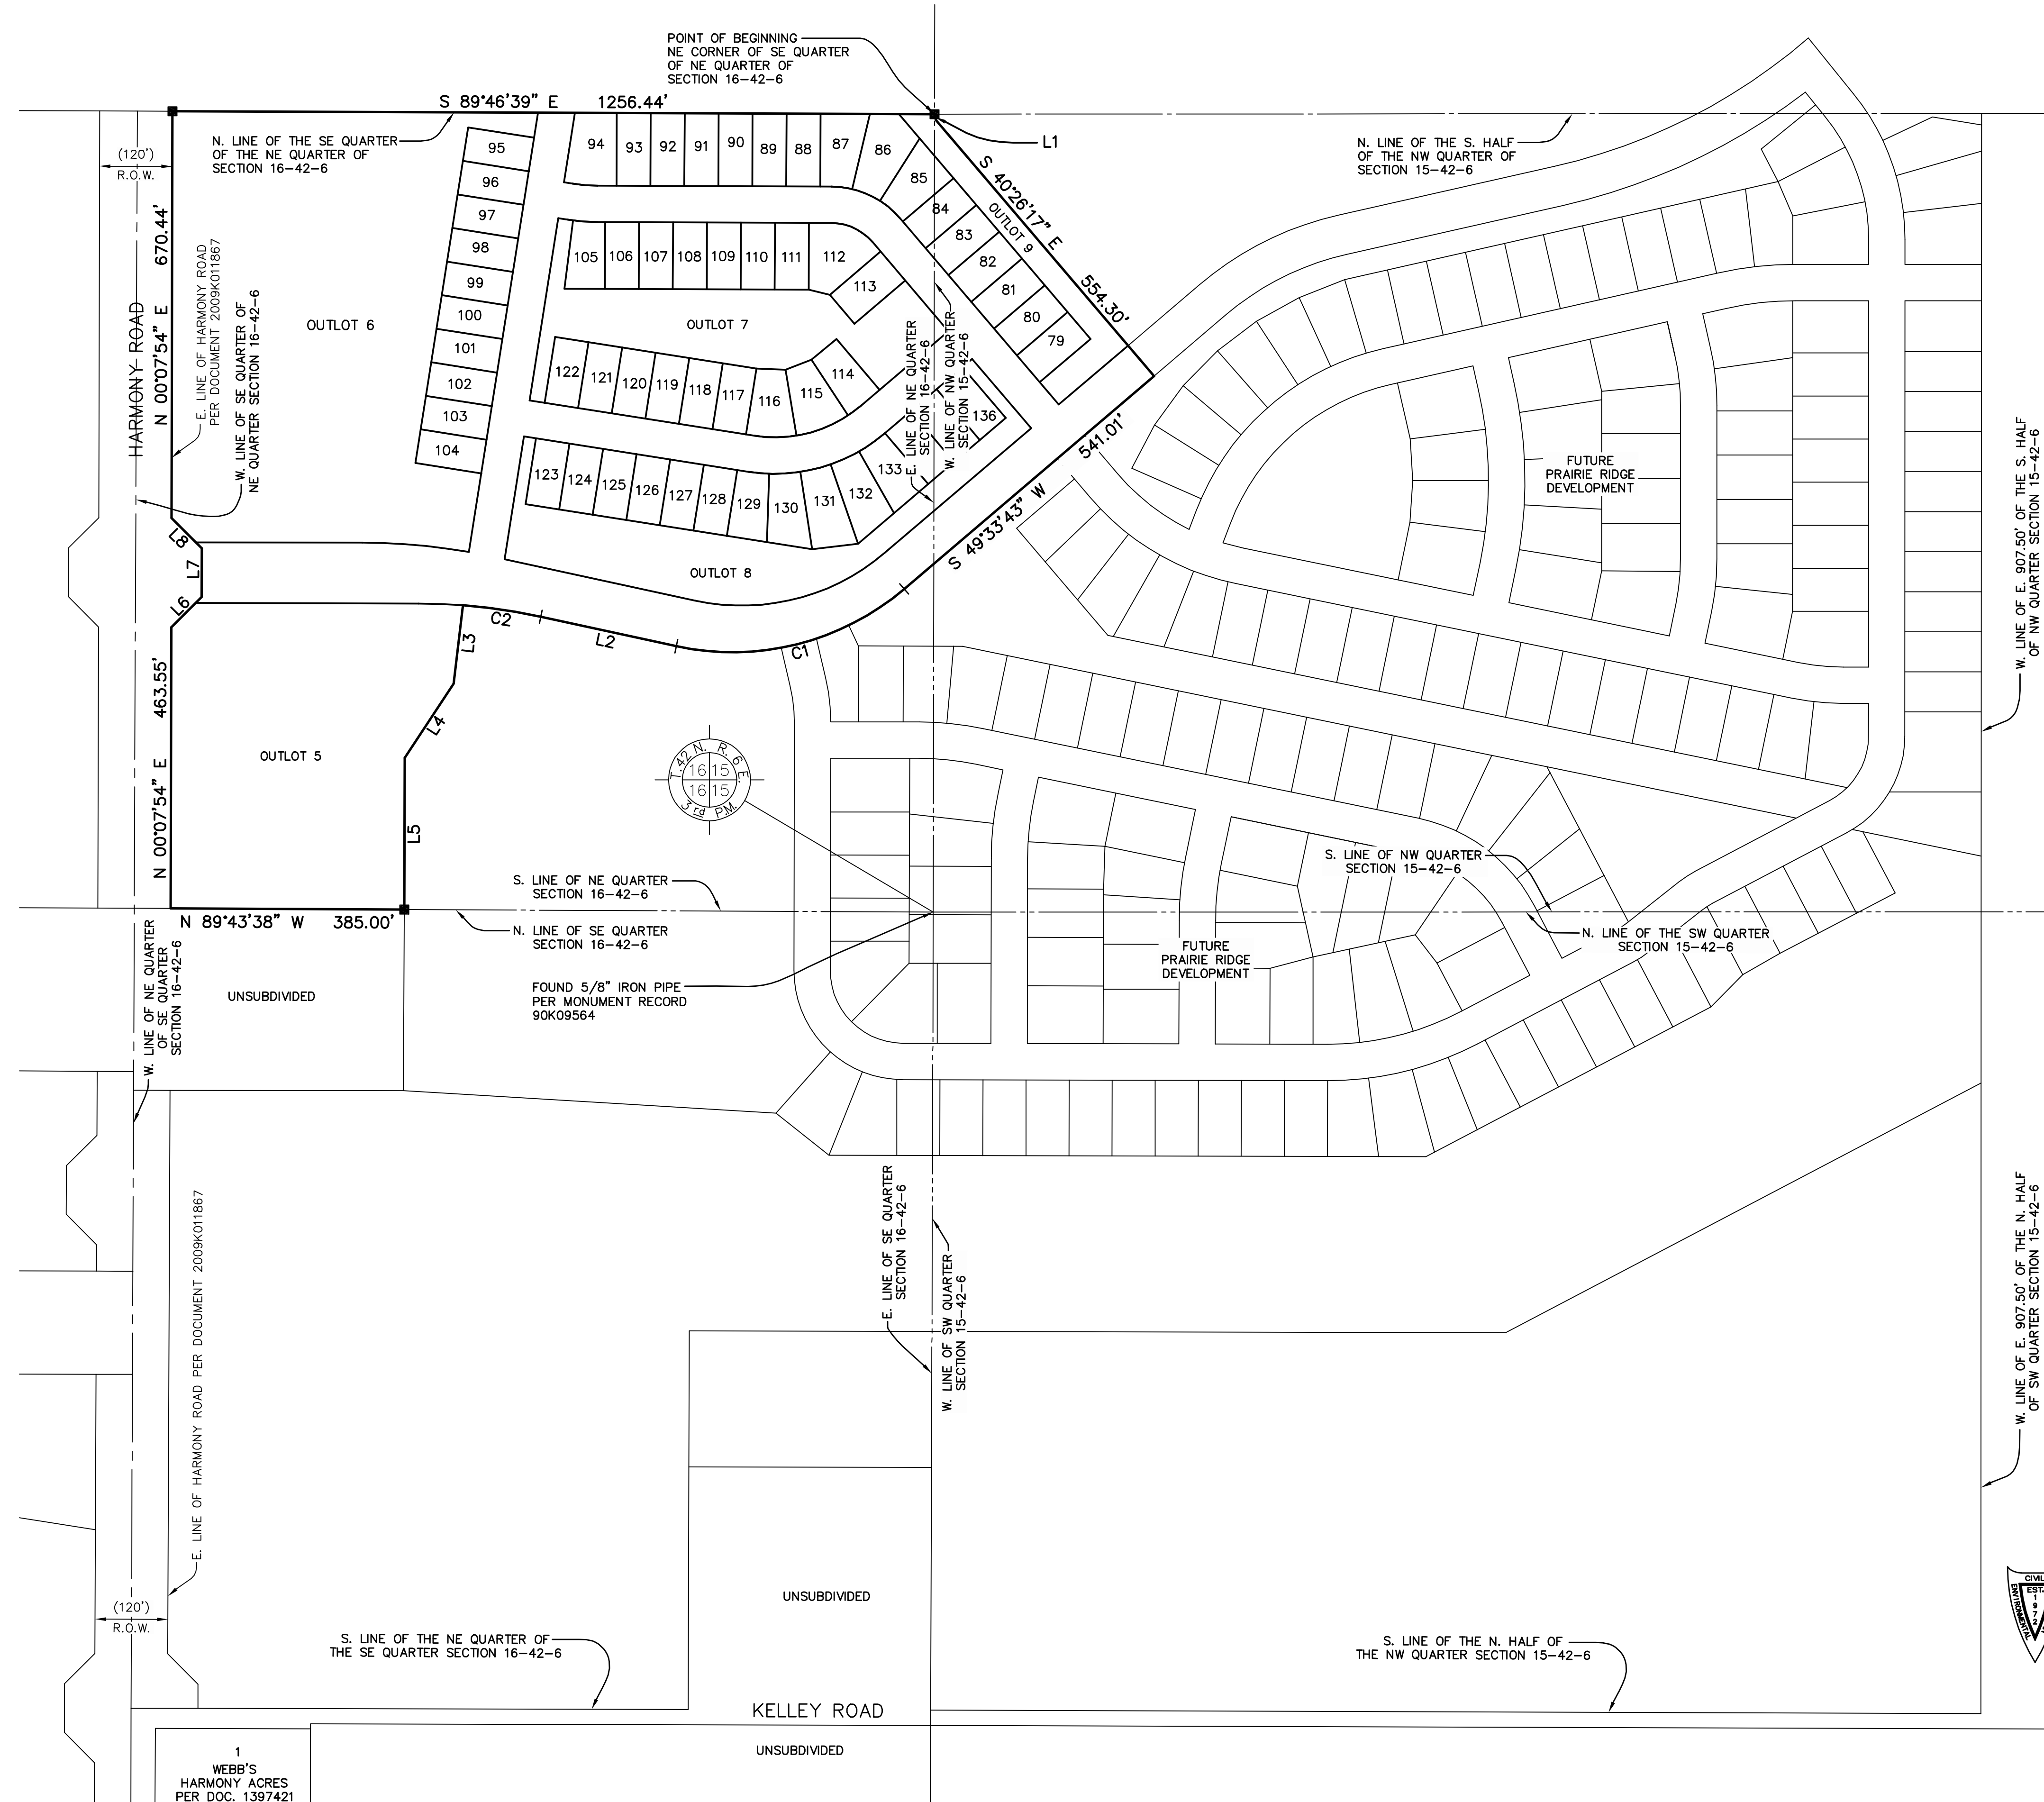 POINT OF BEGINNING
NE CORNER OF SE QUARTER
OF NE QUARTER OF
SECTION 16-42-6
S 89°46'39" E 1256.44'
L1
N. LINE OF THE SE QUARTER
OF THE NE QUARTER OF
SECTION 16-42-6
N. LINE OF THE S. HALF
OF THE NW QUARTER OF
SECTION 15-42-6
(120')
R.O.W.
HARMONY ROAD
N 00°07'54" E 670.44'
E. LINE OF HARMONY ROAD
PER DOCUMENT 2009K011867
W. LINE OF SE QUARTER OF
NE QUARTER SECTION 16-42-6
OUTLOT 6
95
96
97
98
99
100
101
102
103
104
94
93
92
91
90
89
88
87
86
85
84
83
82
81
80
79
OUTLOT 9
S 40°26'17" E 554.30'
105
106
107
108
109
110
111
112
113
OUTLOT 7
122
121
120
119
118
117
116
115
114
E. LINE OF NE QUARTER
SECTION 16-42-6
W. LINE OF NW QUARTER
SECTION 15-42-6
136
123
124
125
126
127
128
129
130
131
132
133
OUTLOT 8
S 49°33'43" W 541.01'
L8
L7
L6
C2
L2
C1
L3
L4
L5
N 00°07'54" E 463.55'
OUTLOT 5
N 89°43'38" W 385.00'
T. 42 N. R. 6 E.
16 15
16 15
3rd P.M.
FUTURE
PRAIRIE RIDGE
DEVELOPMENT
W. LINE OF E. 907.50' OF THE S. HALF
OF NW QUARTER SECTION 15-42-6
S. LINE OF NE QUARTER
SECTION 16-42-6
N. LINE OF SE QUARTER
SECTION 16-42-6
S. LINE OF NW QUARTER
SECTION 15-42-6
N. LINE OF THE SW QUARTER
SECTION 15-42-6
FUTURE
PRAIRIE RIDGE
DEVELOPMENT
FOUND 5/8" IRON PIPE
PER MONUMENT RECORD
90K09564
UNSUBDIVIDED
W. LINE OF NE QUARTER
OF SE QUARTER
SECTION 16-42-6
E. LINE OF HARMONY ROAD PER DOCUMENT 2009K011867
E. LINE OF SE QUARTER
SECTION 16-42-6
W. LINE OF SW QUARTER
SECTION 15-42-6
W. LINE OF E. 907.50' OF THE N. HALF
OF SW QUARTER SECTION 15-42-6
CIVIL
ENVIRONMENTAL
EST.
1
9
7
2
UNSUBDIVIDED
(120')
R.O.W.
S. LINE OF THE NE QUARTER OF
THE SE QUARTER SECTION 16-42-6
S. LINE OF THE N. HALF OF
THE NW QUARTER SECTION 15-42-6
KELLEY ROAD
UNSUBDIVIDED
1
WEBB'S
HARMONY ACRES
PER DOC. 1397421